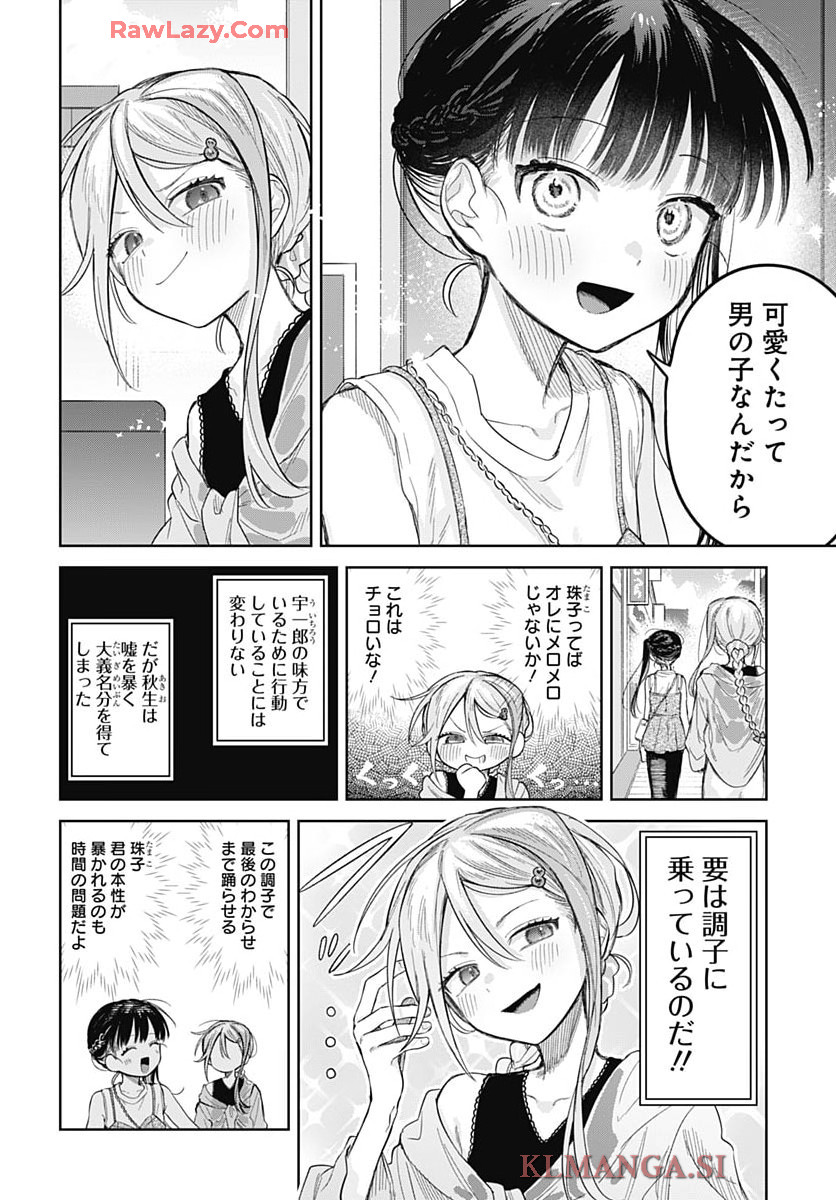 RawLazy.Com
可愛くたって
男の子なんだから
珠子ってば
オレにメロメロ
じゃないか!
これは
チョロいな!
くっくっくっ…
宇一郎の味方で
いるために行動
していることには
変わりない
だが秋生は
嘘を暴く
大義名分を得て
しまった
要は調子に
乗っているのだ!!
この調子で
最後のわからせ
まで踊らせる
珠子
君の本性が
暴かれるのも
時間の問題だよ
KLMANGA.SI